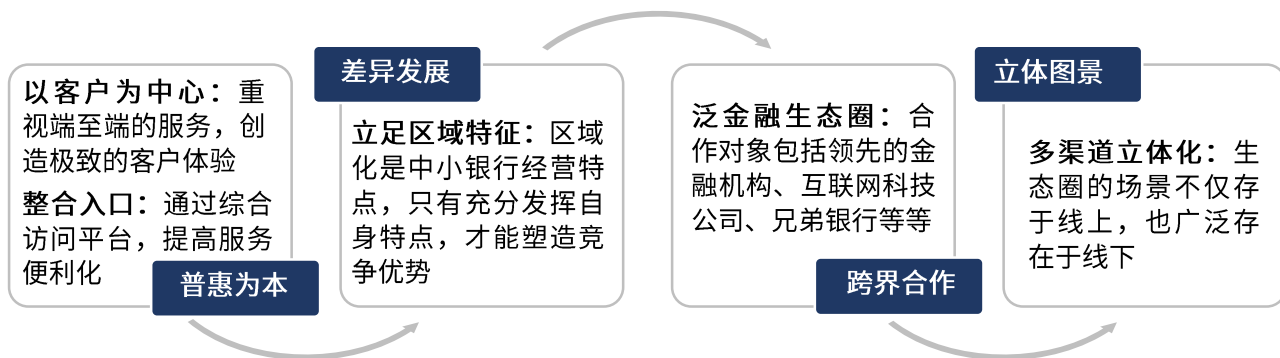 以客户为中心：重
视端至端的服务，创
造极致的客户体验
整合入口：通过综合
访问平台，提高服务
便利化
普惠为本
差异发展
立足区域特征：区域
化是中小银行经营特
点，只有充分发挥自
身特点，才能塑造竞
争优势
泛金融生态圈：合
作对象包括领先的金
融机构、互联网科技
公司、兄弟银行等等
跨界合作
立体图景
多渠道立体化：生
态圈的场景不仅存
于线上，也广泛存
在于线下